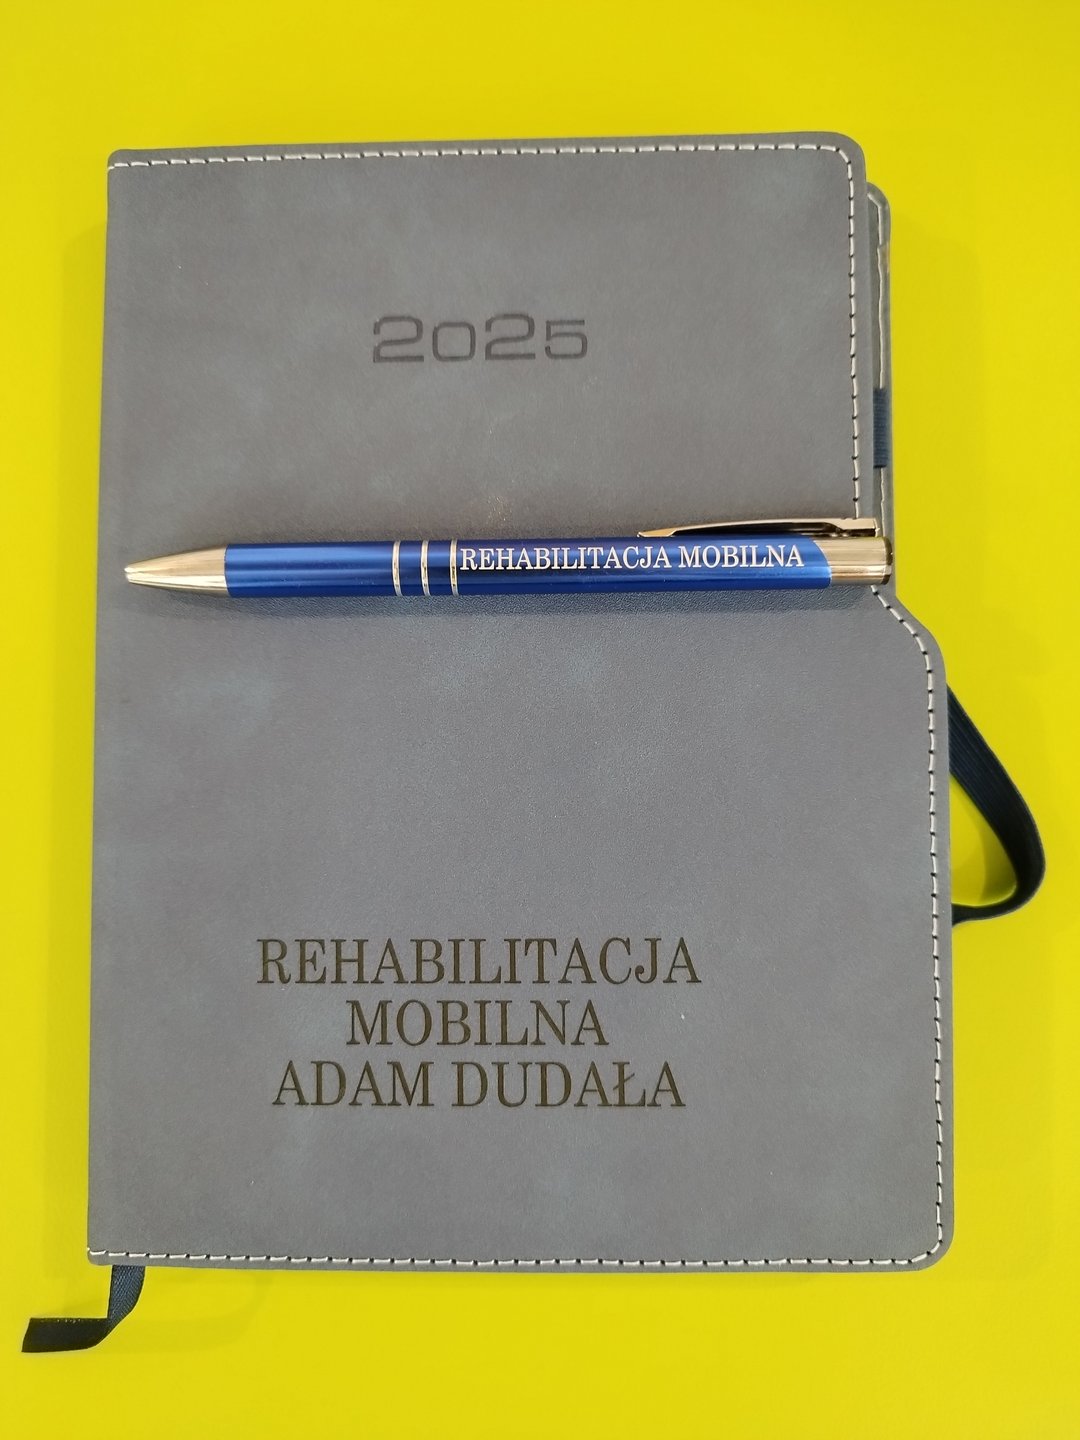 2025
REHABILITACJA MOBILNA
REHABILITACJA
MOBILNA
ADAM DUDAŁA